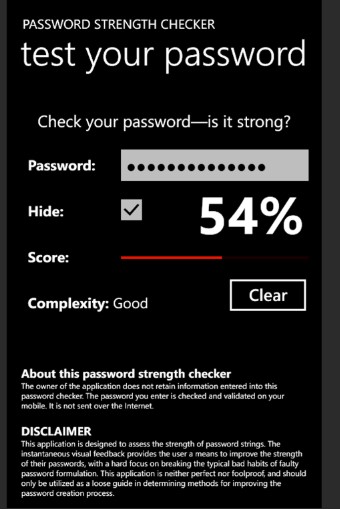 PASSWORD STRENGTH CHECKER
test your password
Check your password—is it strong?
Password: ●●●●●●●●●●●●●●
Hide:
54%
Score:
Complexity: Good
Clear
About this password strength checker
The owner of the application does not retain information entered into this
password checker. The password you enter is checked and validated on your
mobile. It is not sent over the Internet.
DISCLAIMER
This application is designed to assess the strength of password strings. The
instantaneous visual feedback provides the user a means to improve the strength
of their passwords, with a hard focus on breaking the typical bad habits of faulty
password formulation. This application is neither perfect nor foolproof, and should
only be utilized as a loose guide in determining methods for improving the
password creation process.